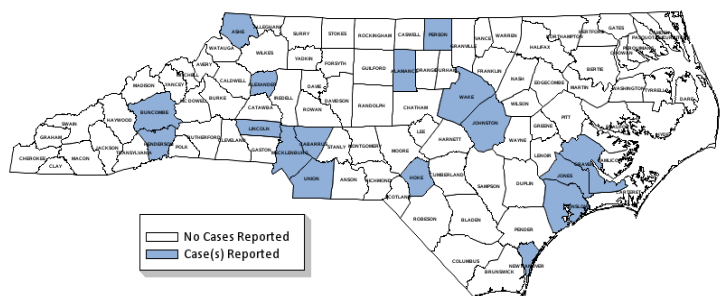 ASHE
ALLEGHANY
SURRY
STOKES
ROCKINGHAM
CASWELL
PERSON
GRANVILLE
VANCE
WARREN
HALIFAX
GATES
WATAUGA
WILKES
YADKIN
FORSYTH
GUILFORD
ALAMANCE
ORANGE
DURHAM
FRANKLIN
NASH
EDGECOMBE
BERTIE
MARTIN
WASHINGTON
TYRRELL
DARE
AVERY
CALDWELL
ALEXANDER
IREDELL
DAVIE
DAVIDSON
RANDOLPH
CHATHAM
WAKE
WILSON
PITT
MADISON
YANCEY
BURKE
CATAWBA
ROWAN
JOHNSTON
GREENE
SWAIN
HAYWOOD
BUNCOMBE
RUTHERFORD
LINCOLN
CABARRUS
STANLY
MONTGOMERY
MOORE
LEE
HARNETT
WAYNE
LENOIR
CRAVEN
GRAHAM
JACKSON
HENDERSON
POLK
CLEVELAND
GASTON
MECKLENBURG
CHEROKEE
CLAY
MACON
TRANSYLVANIA
UNION
ANSON
RICHMOND
SCOTLAND
HOKE
CUMBERLAND
SAMPSON
DUPLIN
JONES
CARTERET
ROBESON
BLADEN
PENDER
COLUMBUS
BRUNSWICK
NEW HANOVER
No Cases Reported
Case(s) Reported